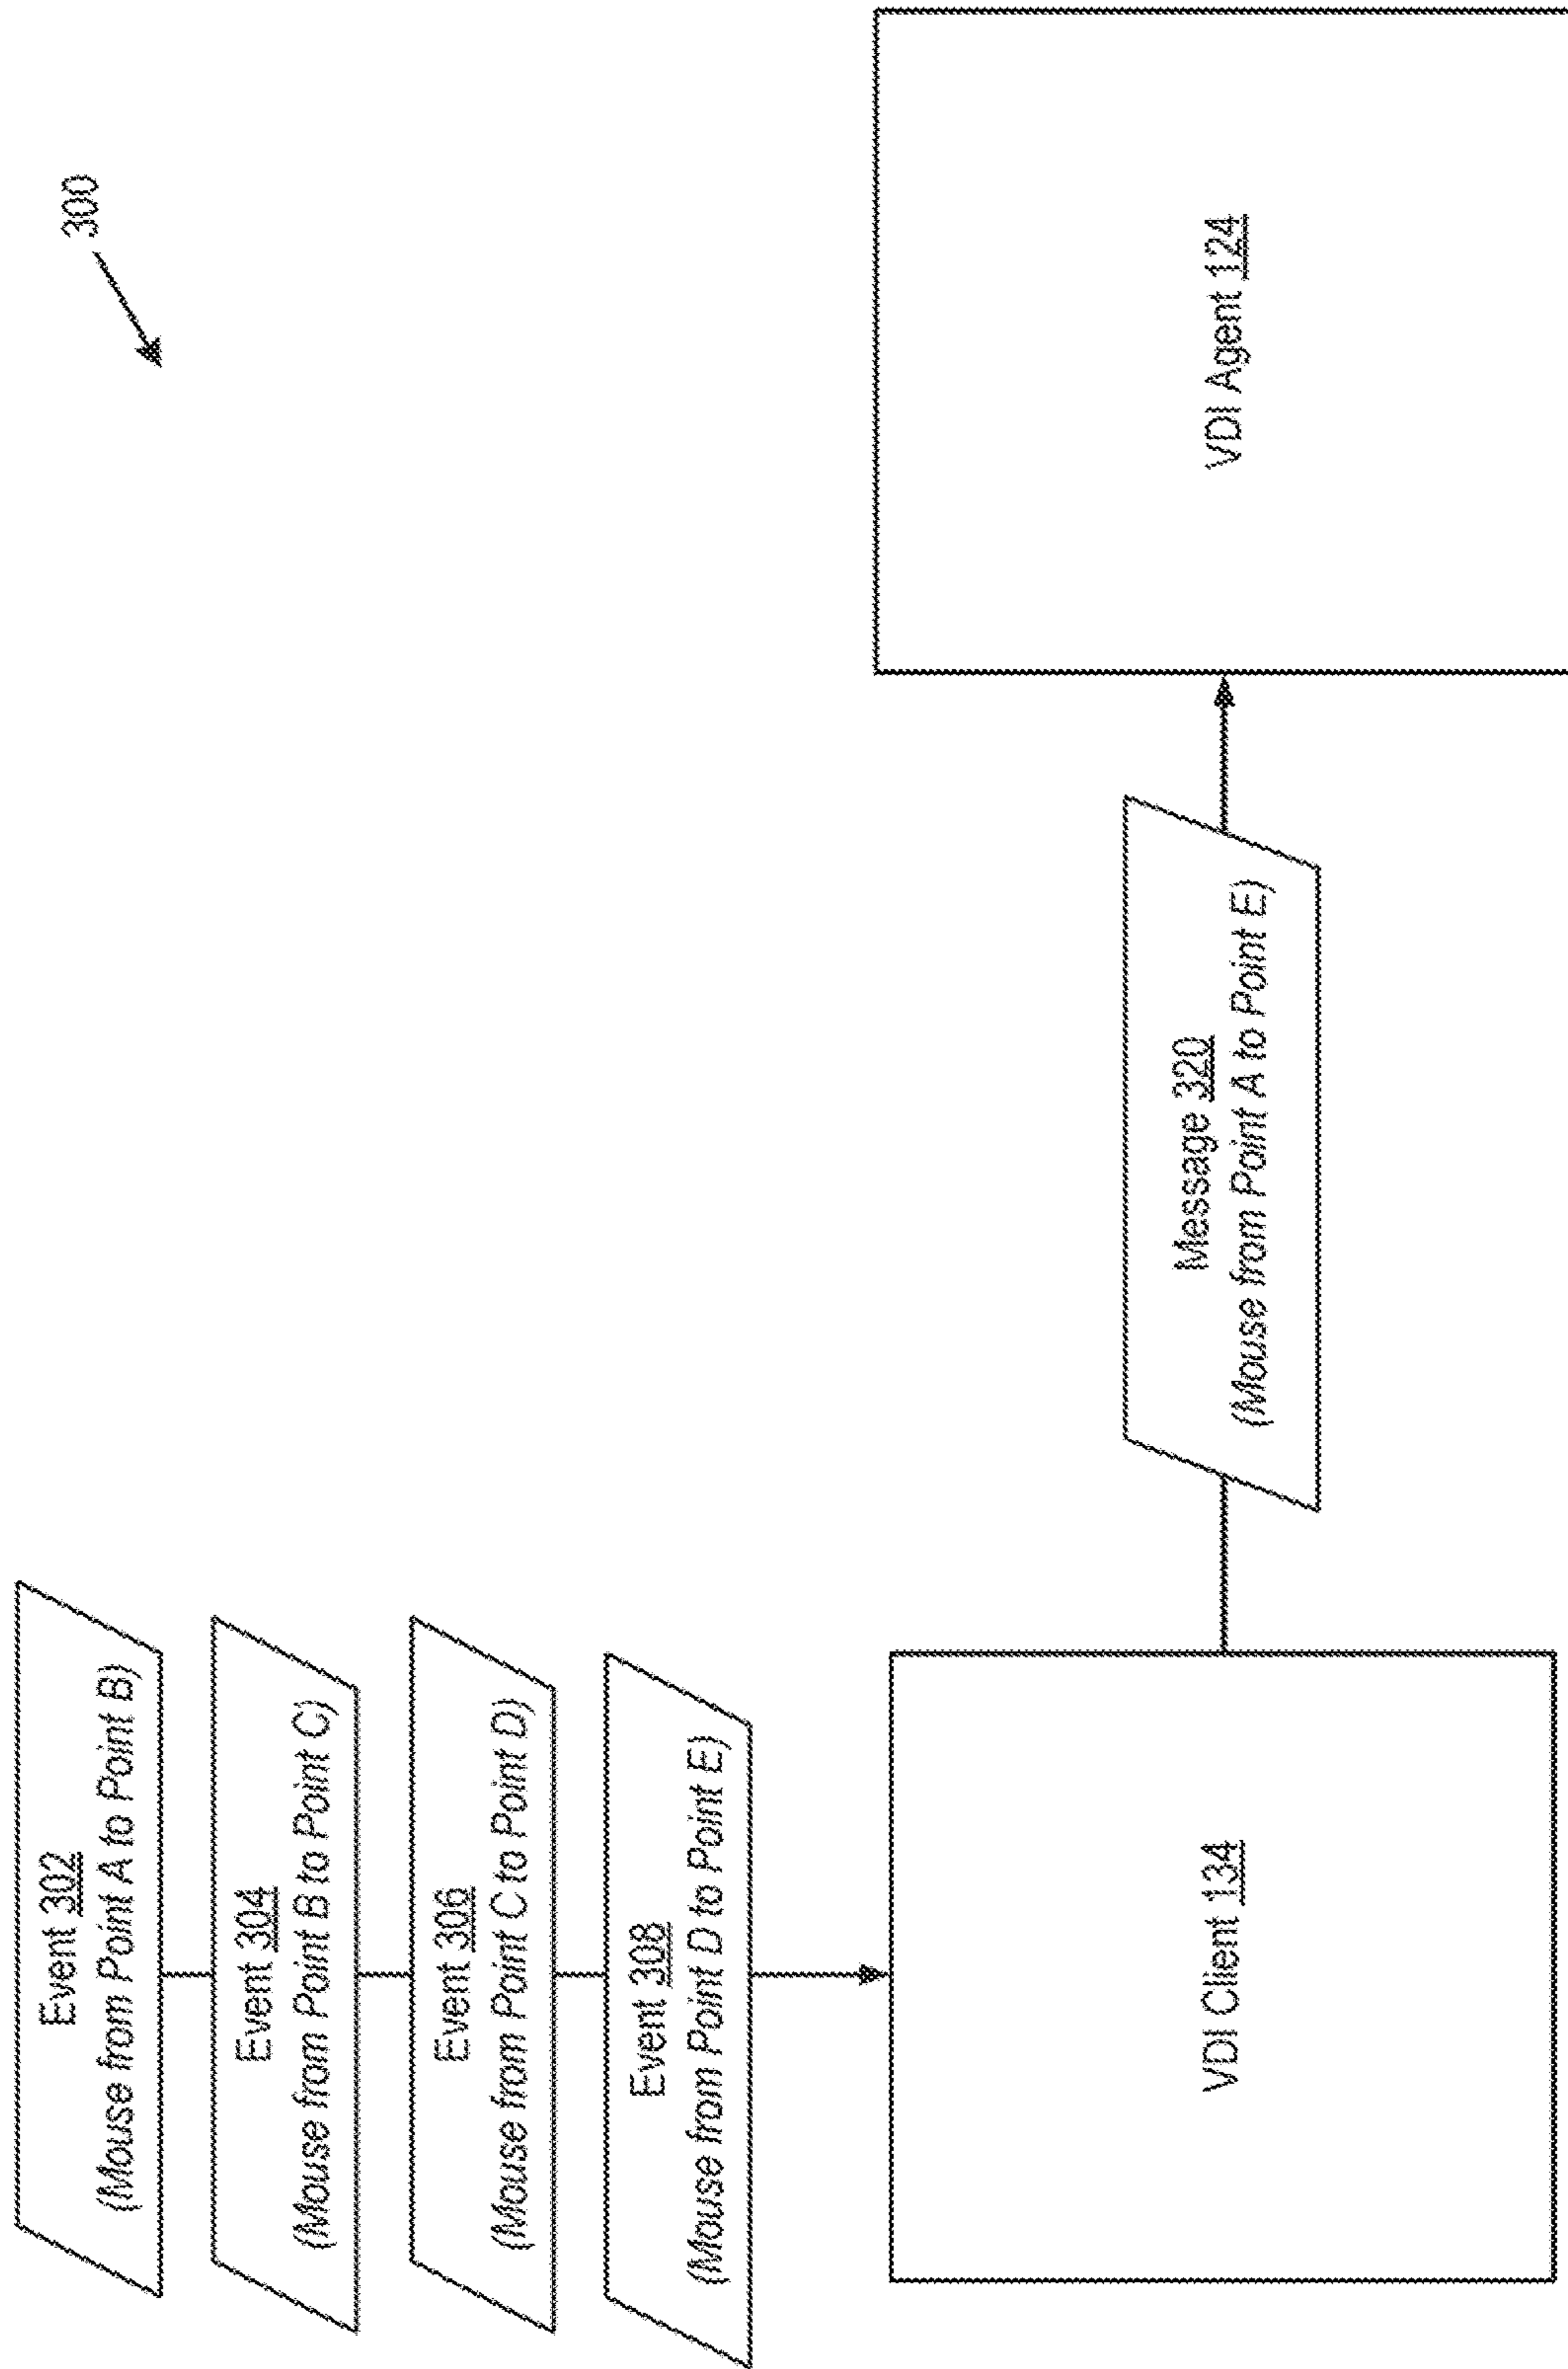 300
Event 302
(Mouse from Point A to Point B)
Event 304
(Mouse from Point B to Point C)
Event 306
(Mouse from Point C to Point D)
Event 308
(Mouse from Point D to Point E)
VDI Client 134
Message 320
(Mouse from Point A to Point E)
VDI Agent 124